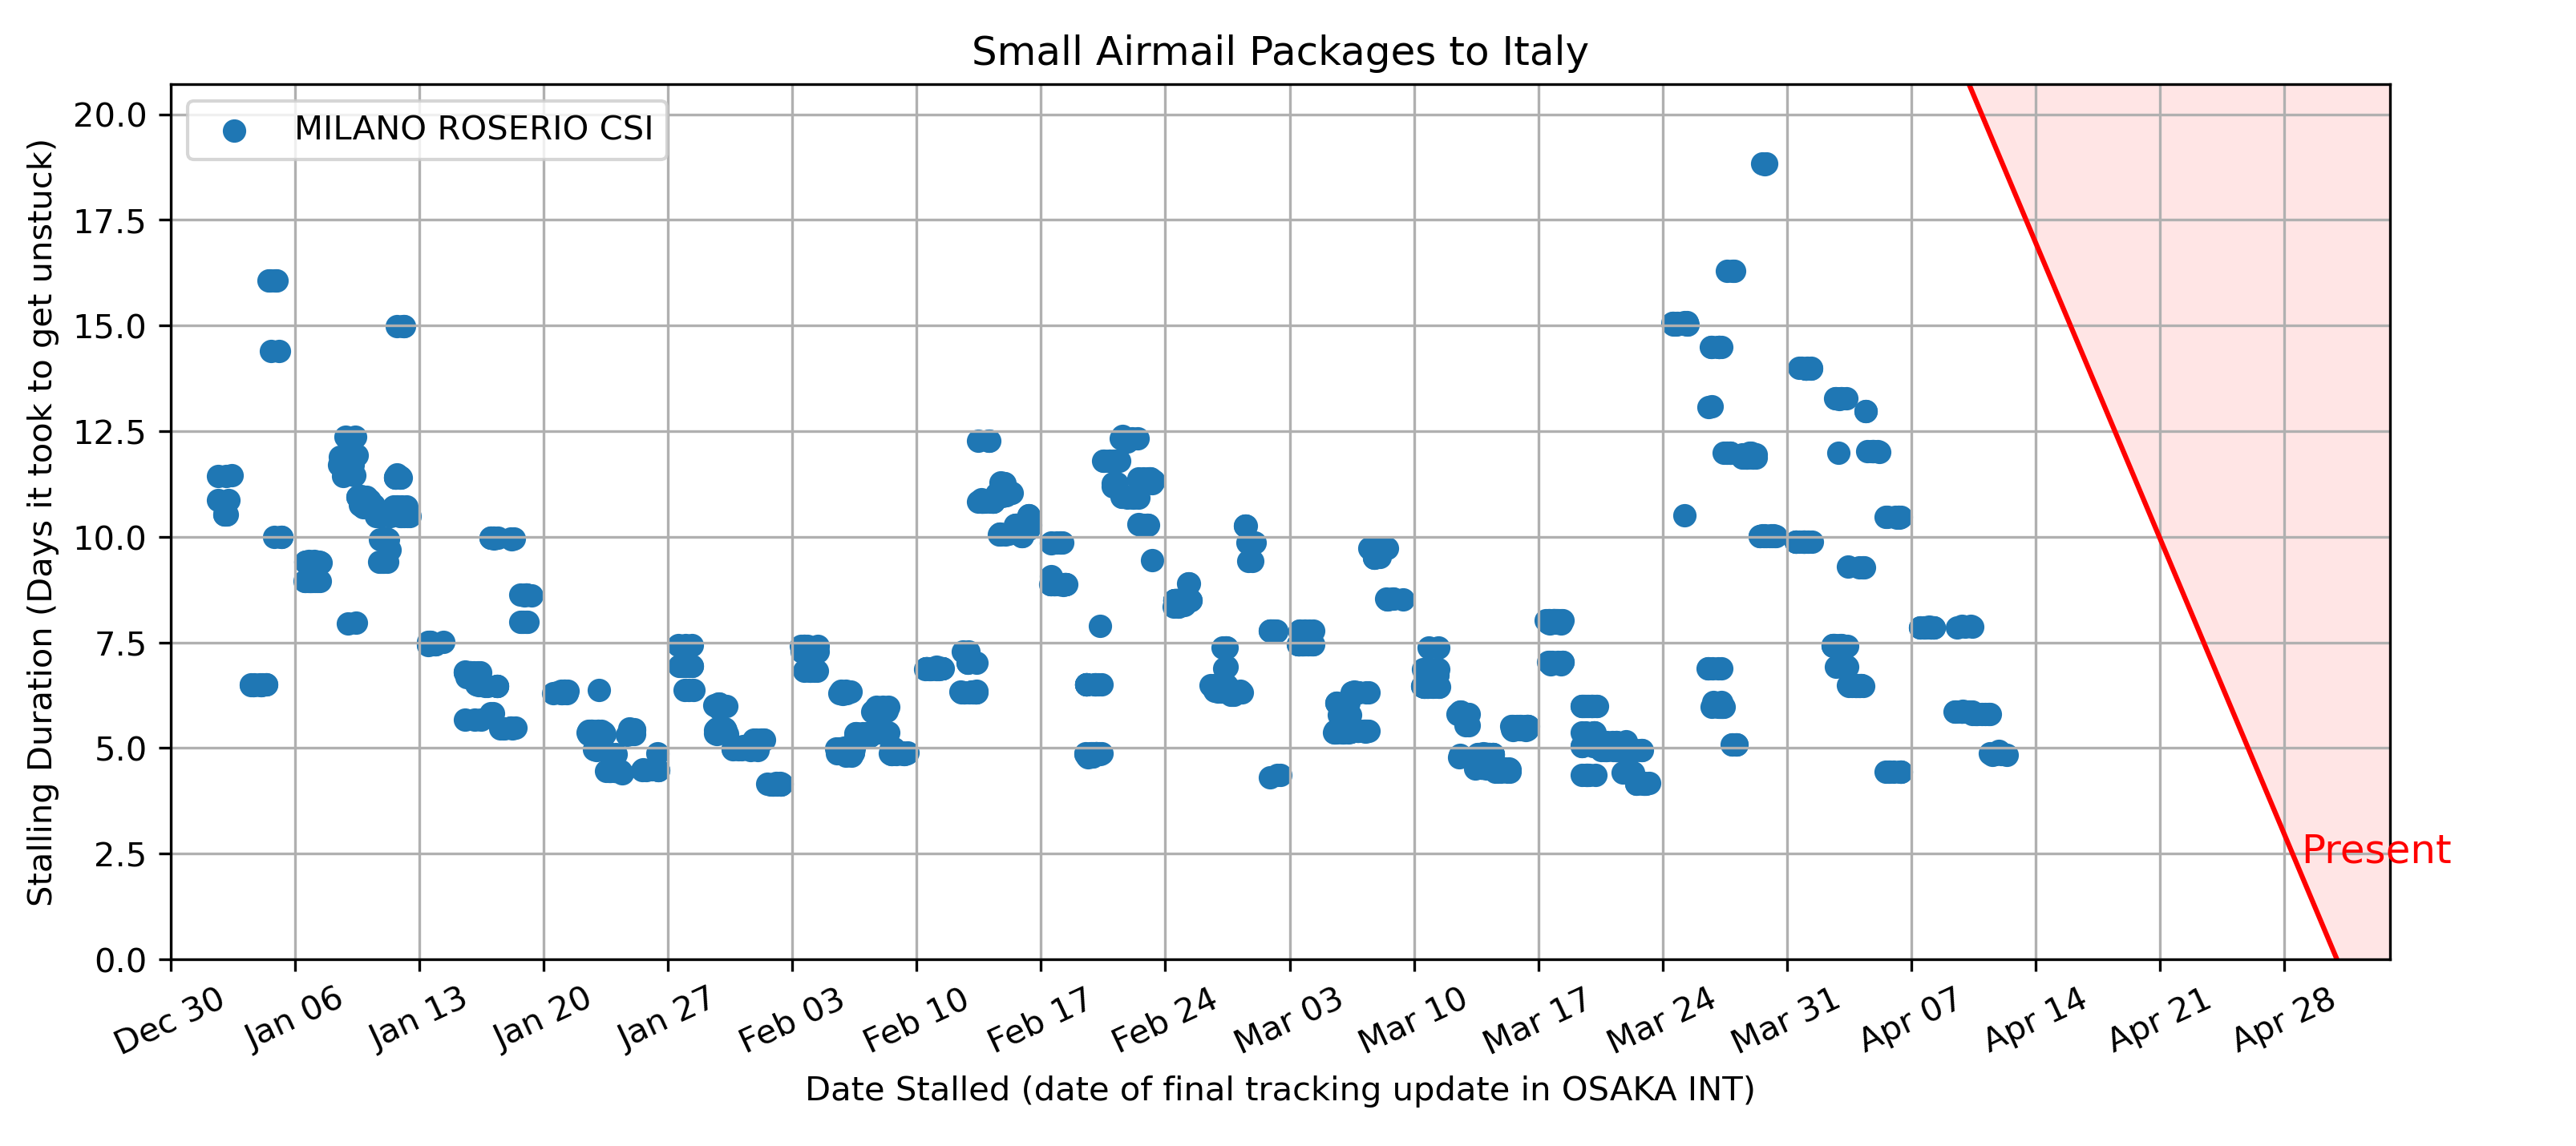 Small Airmail Packages to Italy
MILANO ROSERIO CSI
Stalling Duration (Days it took to get unstuck)
20.0
17.5
15.0
12.5
10.0
7.5
5.0
2.5
0.0
Present
Dec 30 Jan 06 Jan 13 Jan 20 Jan 27 Feb 03 Feb 10 Feb 17 Feb 24 Mar 03 Mar 10 Mar 17 Mar 24 Mar 31 Apr 07 Apr 14 Apr 21 Apr 28
Date Stalled (date of final tracking update in OSAKA INT)